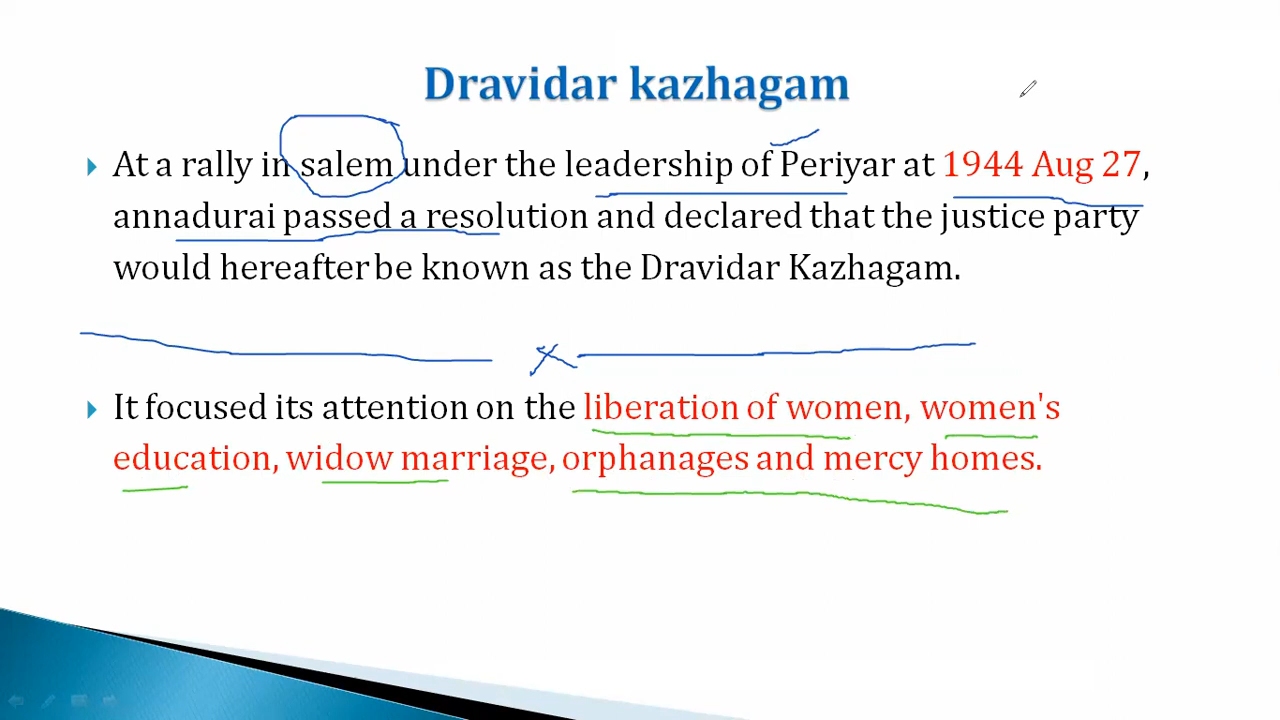 Dravidar kazhagam
At a rally in salem under the leadership of Periyar at 1944 Aug 27,
annadurai passed a resolution and declared that the justice party
would hereafter be known as the Dravidar Kazhagam.
It focused its attention on the liberation of women, women's
education, widow marriage, orphanages and mercy homes.